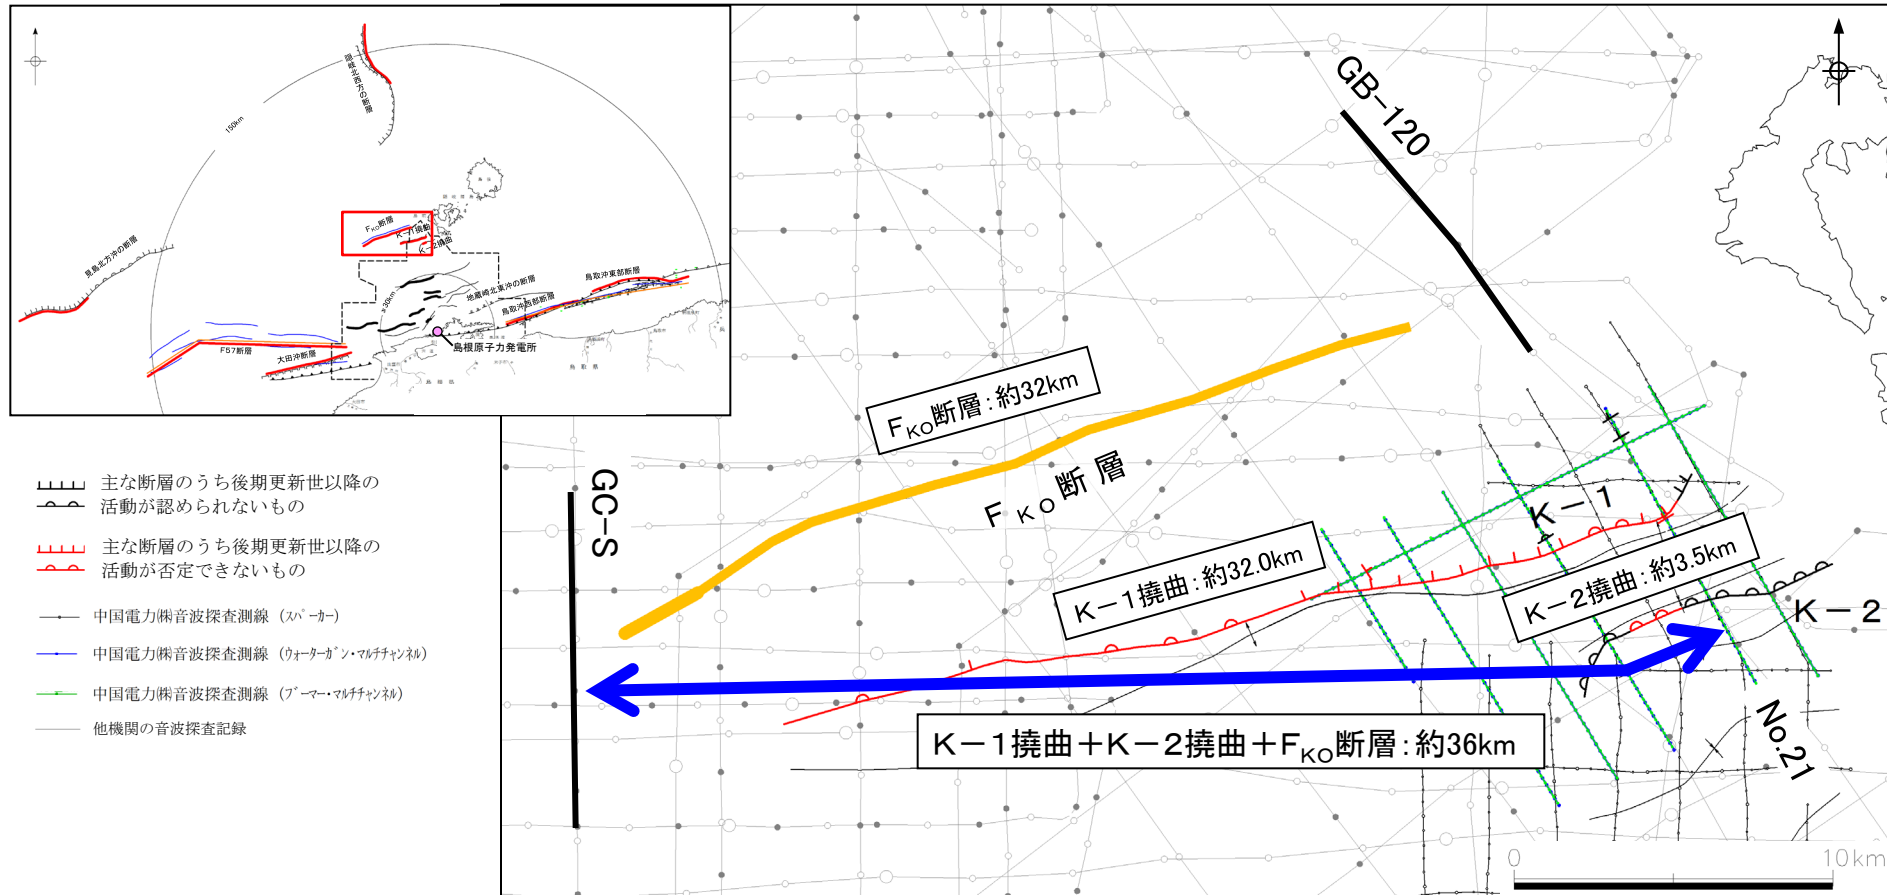 隠岐北西方の断層
150km
FKO断層
K-1撓曲
K-2撓曲
見島北方沖の断層
30km
地蔵崎北東沖の断層
鳥取沖東部断層
鳥取沖西部断層
F57断層
大田沖断層
島根原子力発電所
島根県
鳥取県
主な断層のうち後期更新世以降の
活動が認められないもの
主な断層のうち後期更新世以降の
活動が否定できないもの
中国電力㈱音波探査測線（スパーカー）
中国電力㈱音波探査測線（ウォーターガン・マルチチャンネル）
中国電力㈱音波探査測線（ブーマー・マルチチャンネル）
他機関の音波探査記録
GB-120
FKO断層：約32km
FKO断層
GC-S
K-1
K-1撓曲：約32.0km
K-2撓曲：約3.5km
K-2
K-1撓曲＋K-2撓曲＋FKO断層：約36km
No.21
0 10km